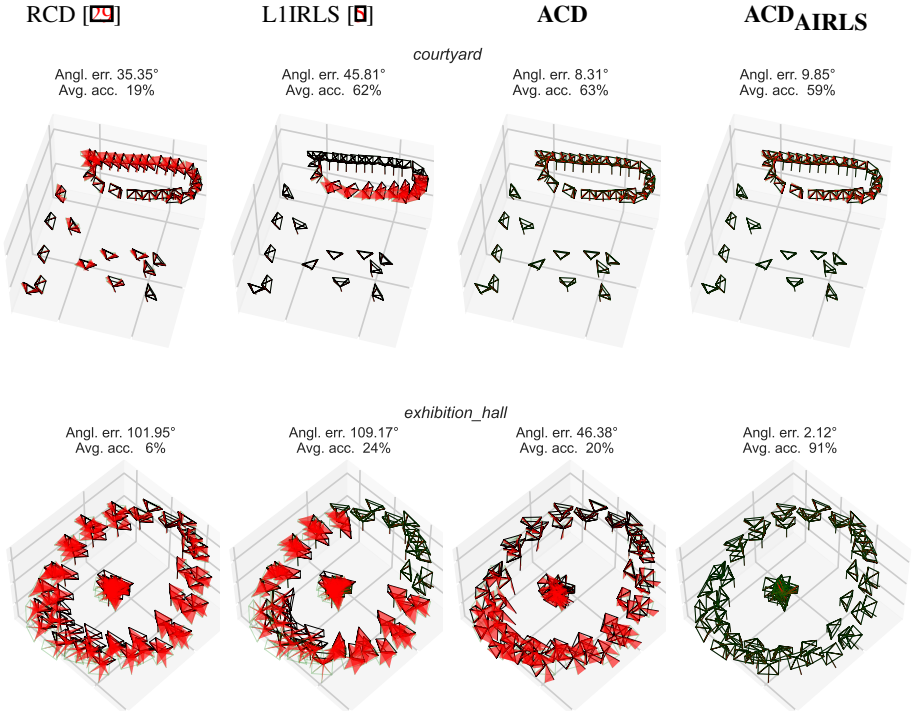 RCD [29] L1IRLS [8] ACD ACD_AIRLS
courtyard
Angl. err. 35.35° Angl. err. 45.81° Angl. err. 8.31° Angl. err. 9.85°
Avg. acc. 19% Avg. acc. 62% Avg. acc. 63% Avg. acc. 59%
exhibition_hall
Angl. err. 101.95° Angl. err. 109.17° Angl. err. 46.38° Angl. err. 2.12°
Avg. acc. 6% Avg. acc. 24% Avg. acc. 20% Avg. acc. 91%